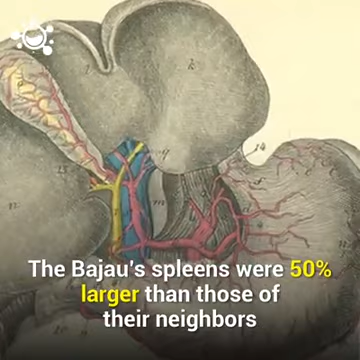 The Bajau's spleens were 50%
larger than those of
their neighbors